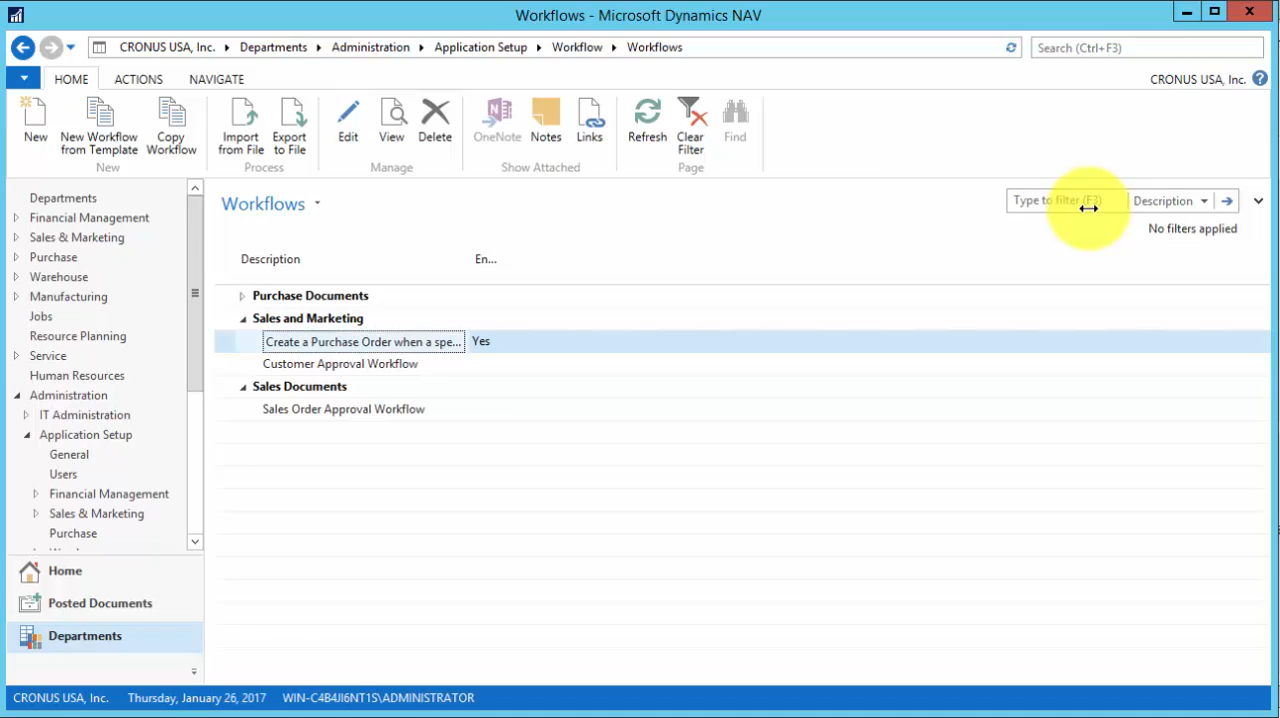 Workflows - Microsoft Dynamics NAV
CRONUS USA, Inc. Departments Administration Application Setup Workflow Workflows
Search (Ctrl+F3)
HOME ACTIONS NAVIGATE
CRONUS USA, Inc.
New
New Workflow
from Template
Copy
Workflow
New
Import
from File
Export
to File
Process
Edit
View
Delete
Manage
OneNote
Notes
Links
Show Attached
Refresh
Clear
Filter
Find
Page
Departments
Financial Management
Sales & Marketing
Purchase
Warehouse
Manufacturing
Jobs
Resource Planning
Service
Human Resources
Administration
IT Administration
Application Setup
General
Users
Financial Management
Sales & Marketing
Purchase
Home
Posted Documents
Departments
Workflows
Type to filter (F3)
Description
No filters applied
Description En...
Purchase Documents
Sales and Marketing
Create a Purchase Order when a spe... Yes
Customer Approval Workflow
Sales Documents
Sales Order Approval Workflow
CRONUS USA, Inc. Thursday, January 26, 2017 WIN-C4B4JI6NT1S\ADMINISTRATOR